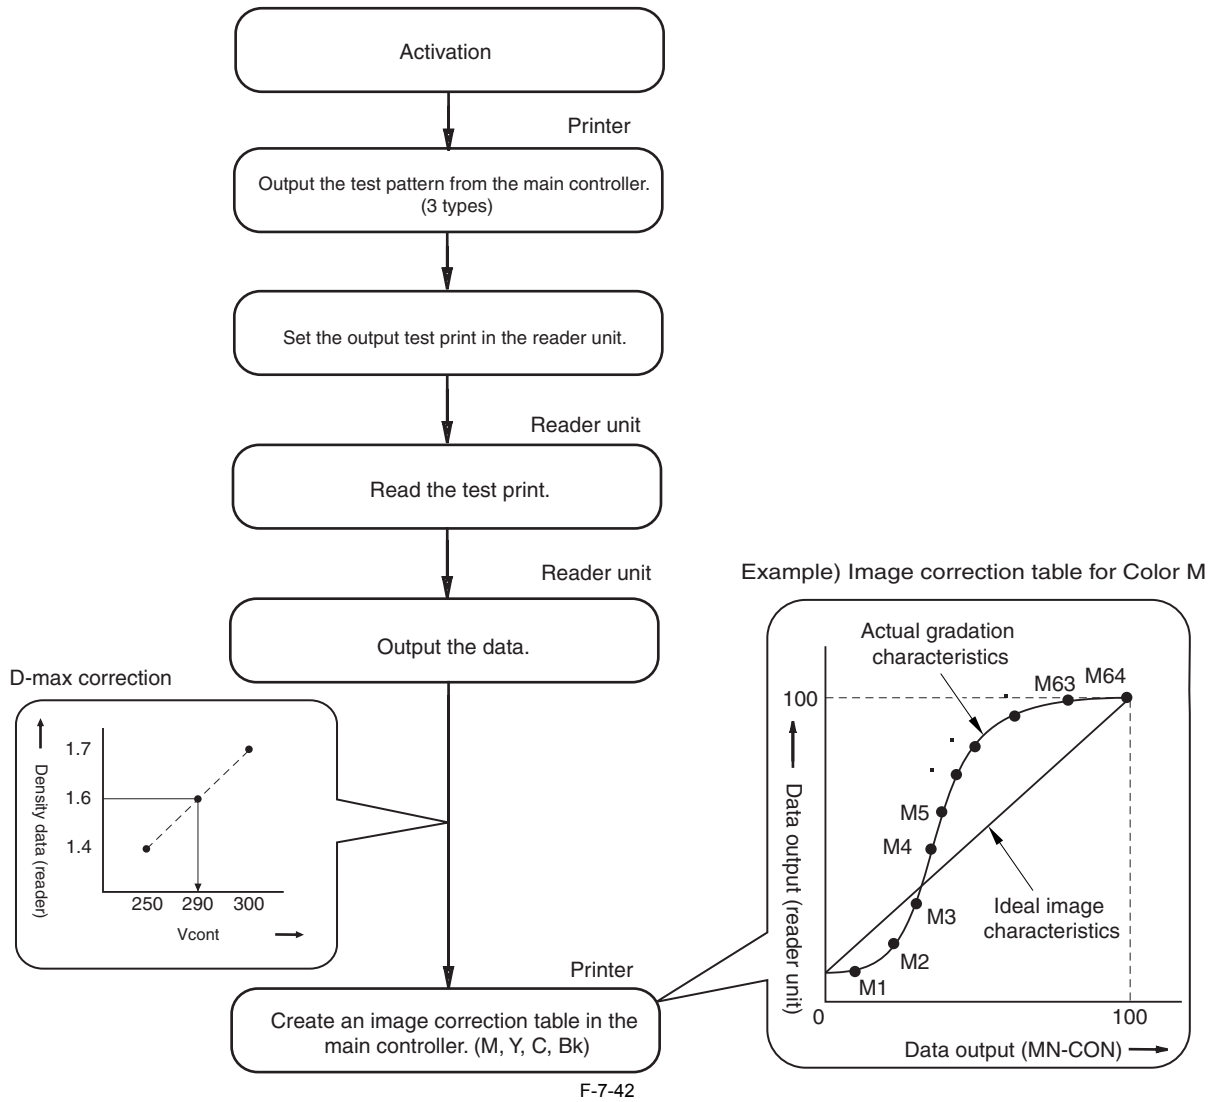 Activation
Printer
Output the test pattern from the main controller.
(3 types)
Set the output test print in the reader unit.
Reader unit
Read the test print.
Reader unit
Output the data.
D-max correction
Density data (reader)
1.7
1.6
1.4
250 290 300
Vcont
Example) Image correction table for Color M
Actual gradation
characteristics
M63 M64
100
Data output (reader unit)
M5
M4
M3
M2
M1
Ideal image
characteristics
0 100
Data output (MN-CON)
Printer
Create an image correction table in the
main controller. (M, Y, C, Bk)
F-7-42